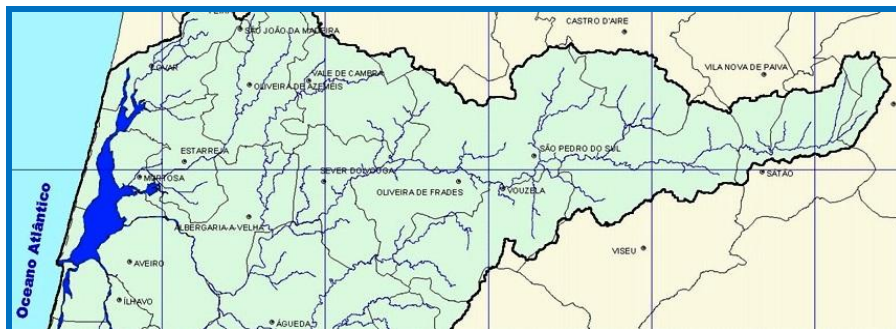 CASTRO D'AIRE
SÃO JOÃO DA MADEIRA
OVAR
VALE DE CAMBRA
VILA NOVA DE PAIVA
OLIVEIRA DE AZEMÉIS
ESTARREJA
SÃO PEDRO DO SUL
MURTOSA
SEVER DO VOUGA
SATÃO
OLIVEIRA DE FRADES
VOUZELA
ALBERGARIA-A-VELHA
VISEU
Oceano Atlântico
AVEIRO
ÍLHAVO
ÁGUEDA